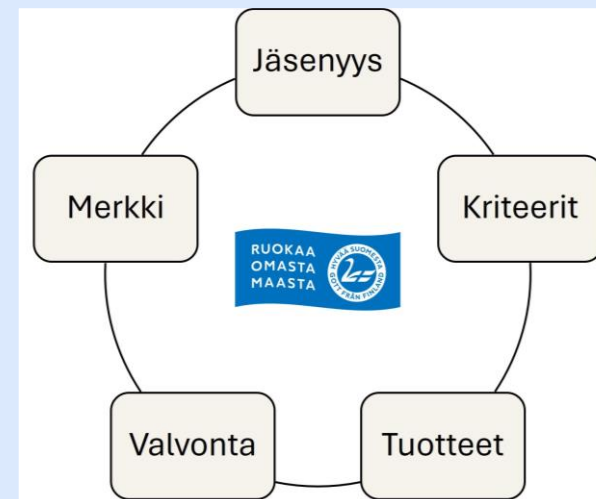 Jäsenyys
Merkki
Kriteerit
RUOKAA
OMASTA
MAASTA
HYVÄÄ SUOMESTA
GOTT FRÅN FINLAND
Valvonta
Tuotteet